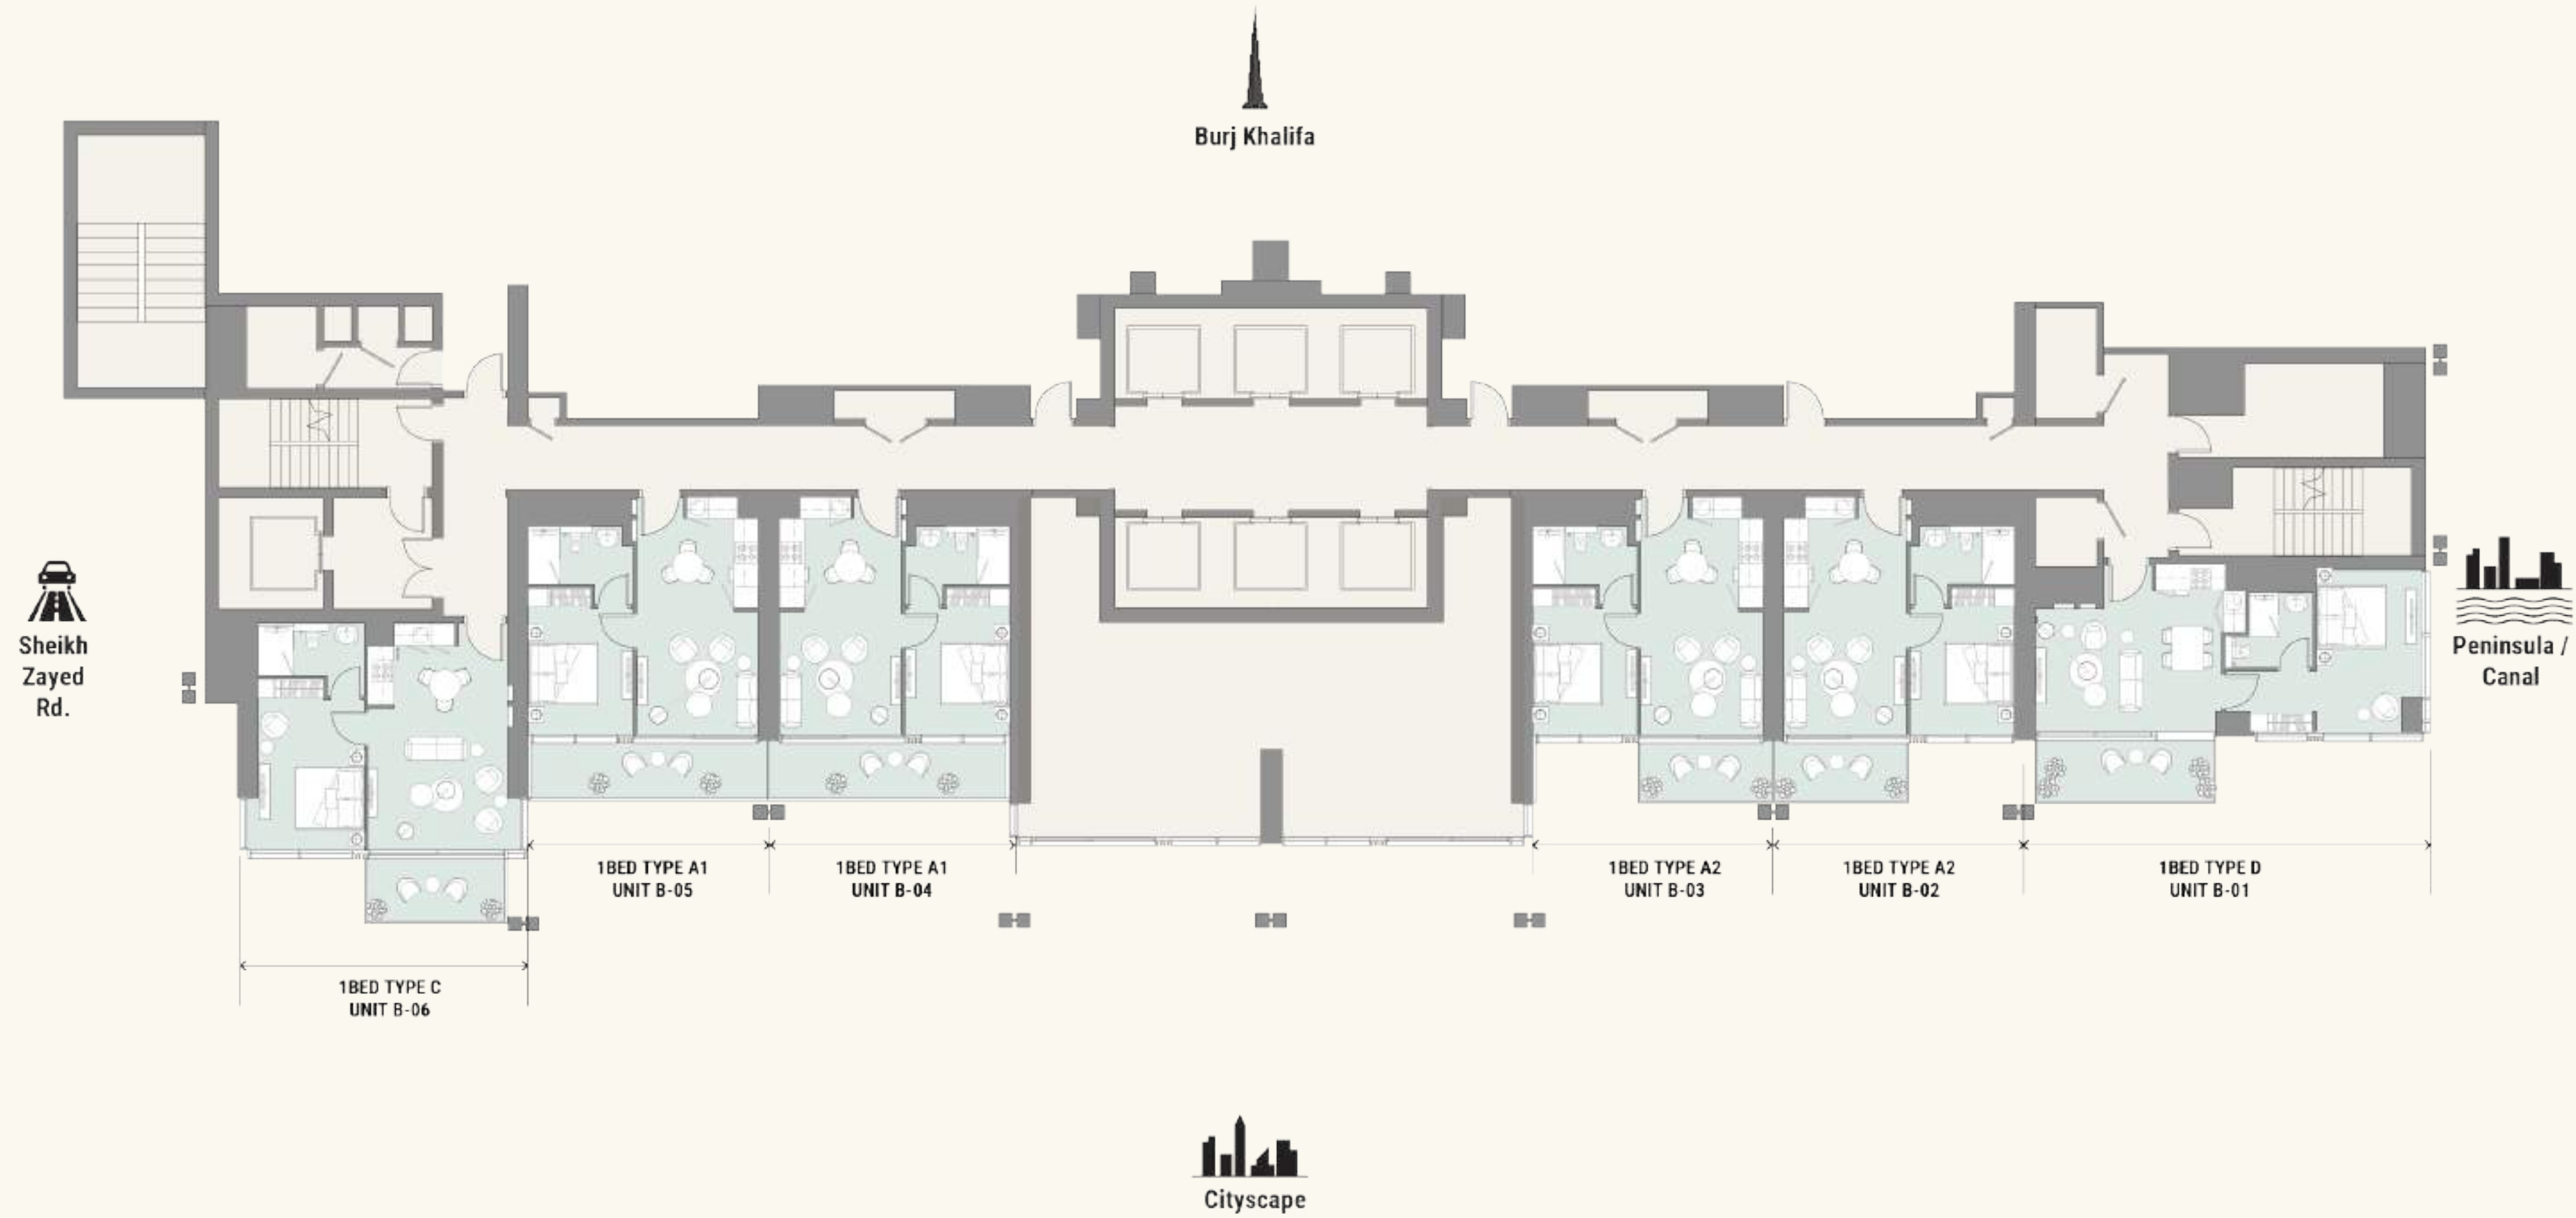 Burj Khalifa
Sheikh
Zayed
Rd.
Peninsula /
Canal
1BED TYPE A1
UNIT B-05
1BED TYPE A1
UNIT B-04
1BED TYPE A2
UNIT B-03
1BED TYPE A2
UNIT B-02
1BED TYPE D
UNIT B-01
1BED TYPE C
UNIT B-06
Cityscape